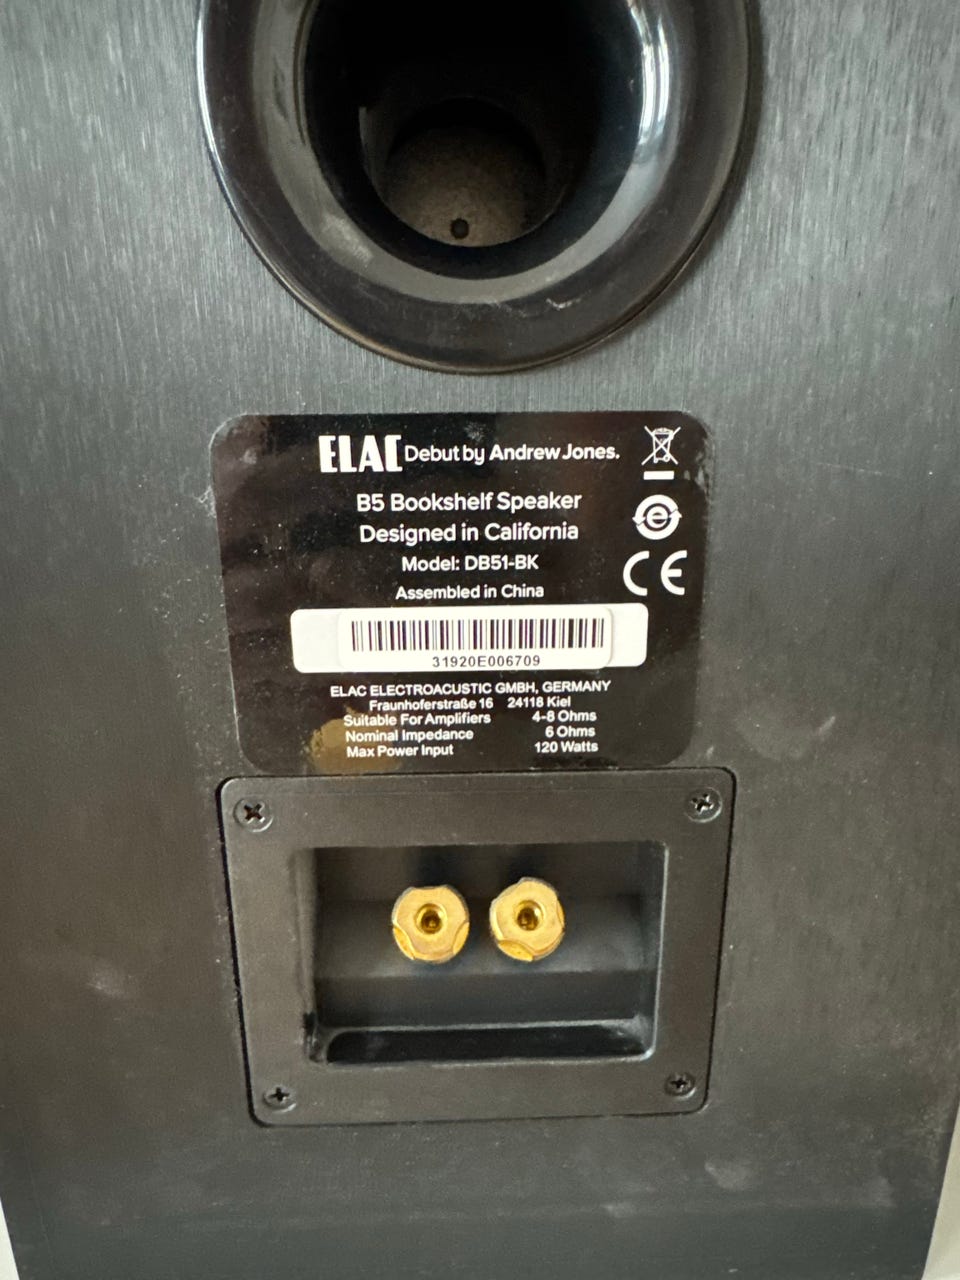 ELAC Debut by Andrew Jones.
B5 Bookshelf Speaker
Designed in California
Model: DB51-BK
Assembled in China
31920E006709
ELAC ELECTROACUSTIC GMBH, GERMANY
Fraunhoferstraße 16 24118 Kiel
Suitable For Amplifiers 4-8 Ohms
Nominal Impedance 6 Ohms
Max Power Input 120 Watts
e
CE